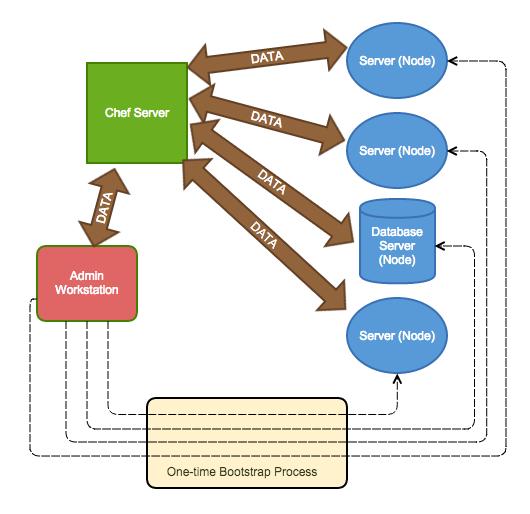 DATA
Server (Node)
Chef Server
DATA
Server (Node)
DATA
DATA
Database
Server
(Node)
DATA
Admin
Workstation
Server (Node)
One-time Bootstrap Process